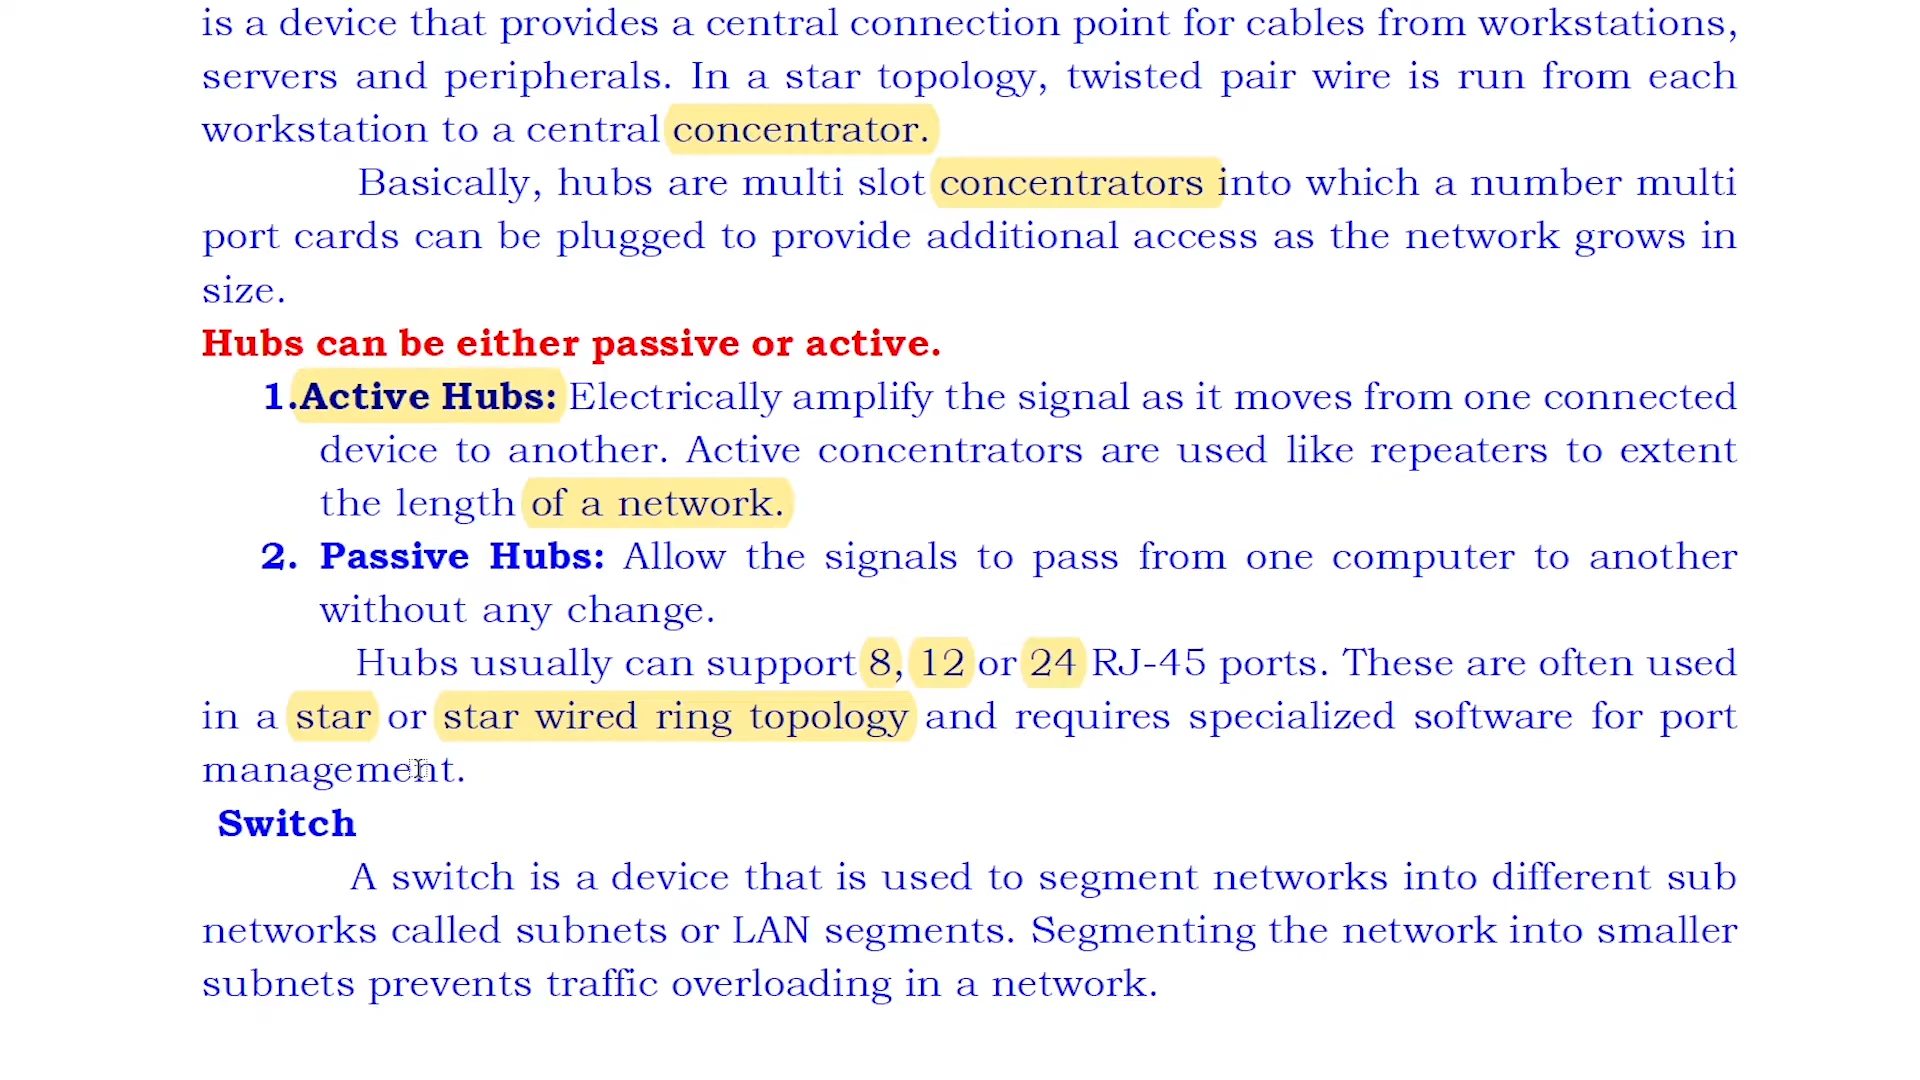 is a device that provides a central connection point for cables from workstations,
servers and peripherals. In a star topology, twisted pair wire is run from each
workstation to a central concentrator.
Basically, hubs are multi slot concentrators into which a number multi
port cards can be plugged to provide additional access as the network grows in
size.
Hubs can be either passive or active.
1.Active Hubs: Electrically amplify the signal as it moves from one connected
device to another. Active concentrators are used like repeaters to extent
the length of a network.
2. Passive Hubs: Allow the signals to pass from one computer to another
without any change.
Hubs usually can support 8, 12 or 24 RJ-45 ports. These are often used
in a star or star wired ring topology and requires specialized software for port
management.
Switch
A switch is a device that is used to segment networks into different sub
networks called subnets or LAN segments. Segmenting the network into smaller
subnets prevents traffic overloading in a network.